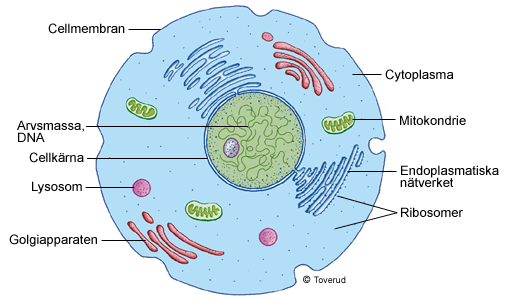 Cellmembran
Cytoplasma
Mitokondrie
Arvsmassa,
DNA
Cellkärna
Endoplasmatiska
nätverket
Lysosom
Ribosomer
Golgiapparaten
© Toverud